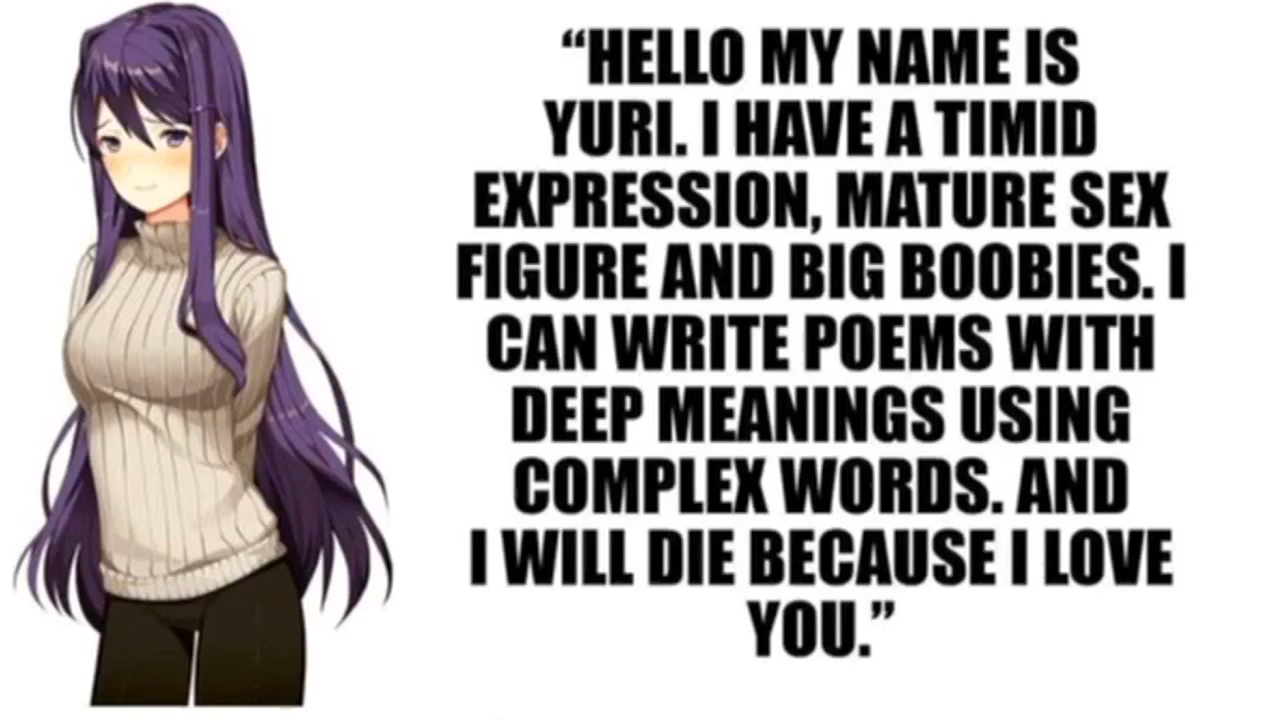 “HELLO MY NAME IS
YURI. I HAVE A TIMID
EXPRESSION, MATURE SEX
FIGURE AND BIG BOOBIES. I
CAN WRITE POEMS WITH
DEEP MEANINGS USING
COMPLEX WORDS. AND
I WILL DIE BECAUSE I LOVE
YOU.”